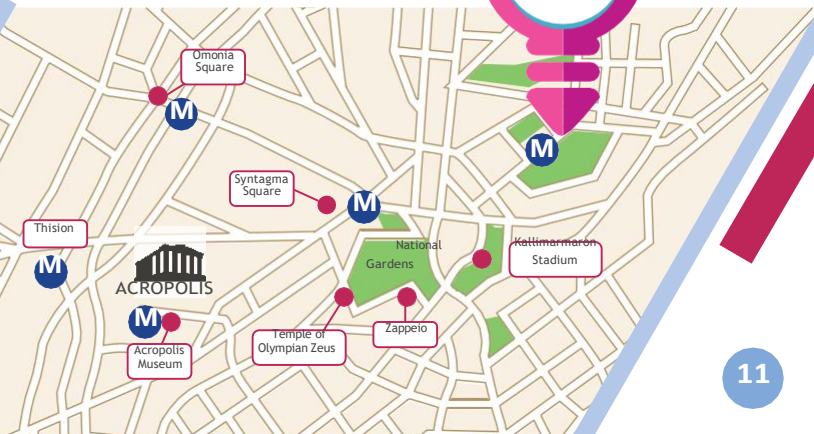 Omonia
Square
M
Syntagma
Square
M
M
Thision
M
National
Gardens
Kallimarmaron
Stadium
ACROPOLIS
M
Acropolis
Museum
Temple of
Olympian Zeus
Zappeio
11